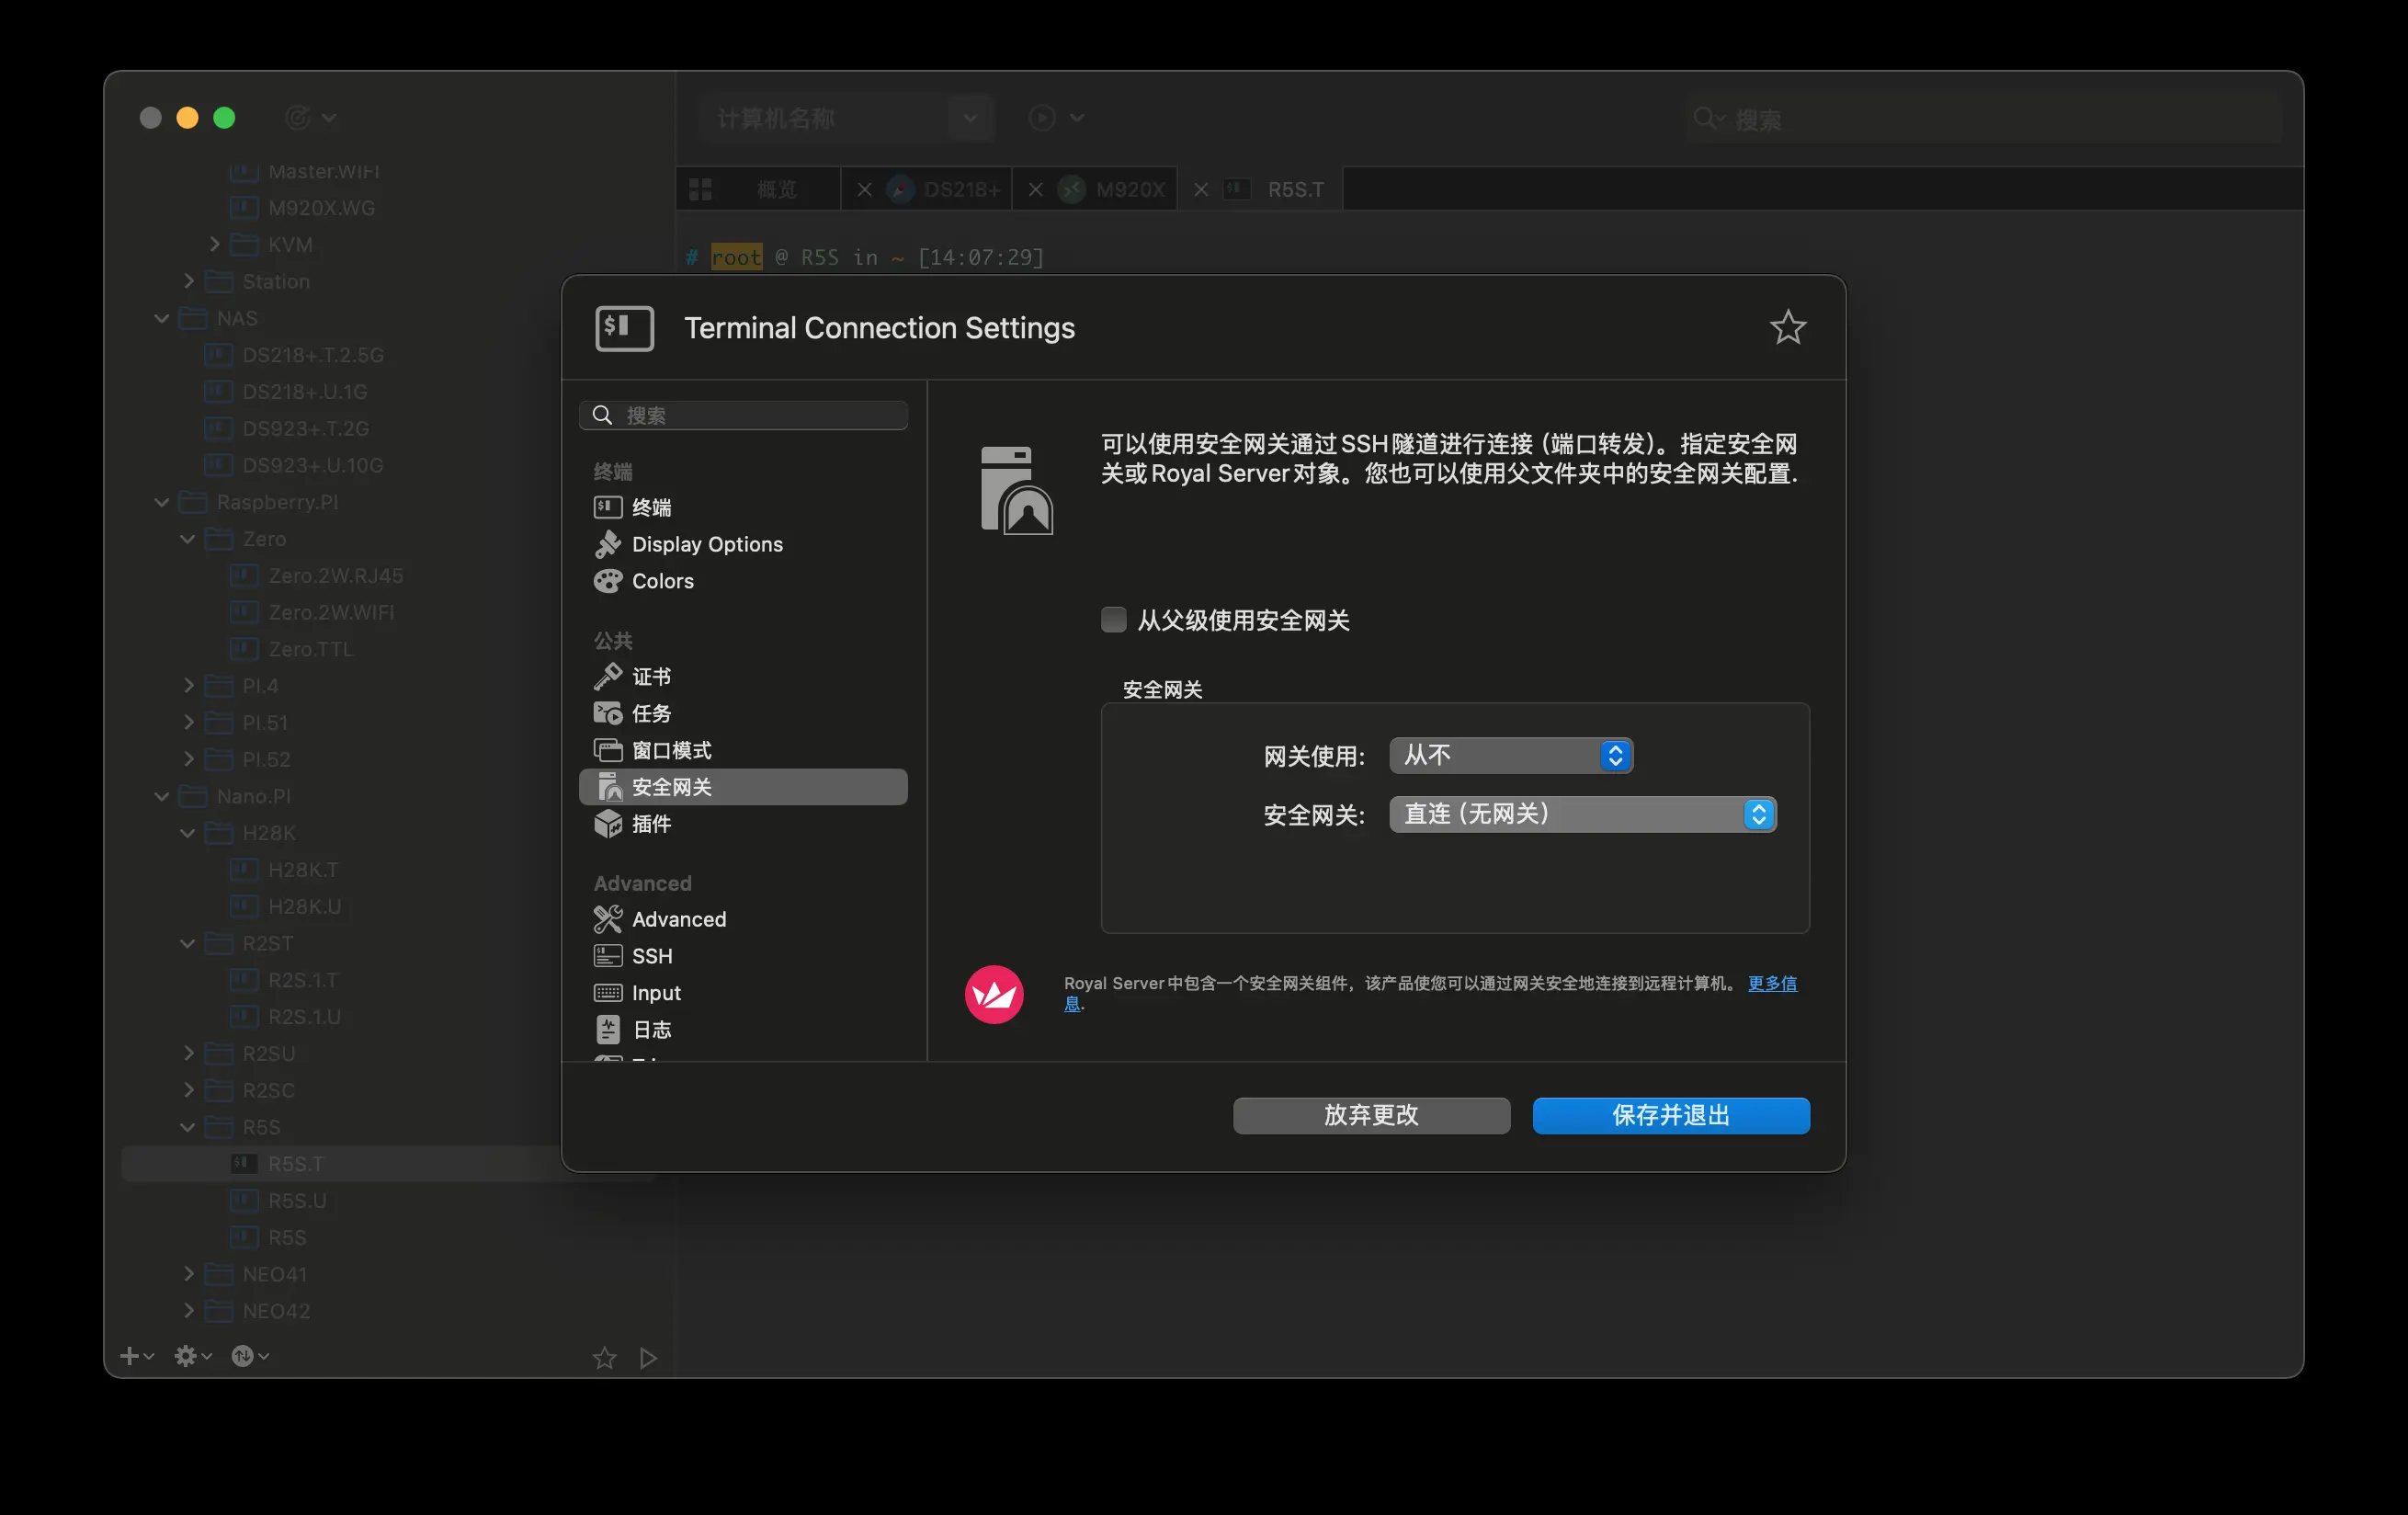 计算机名称
搜索
概览
DS218+
M920X
R5S.T
Master.WIFI
M920X.WG
KVM
Station
NAS
DS218+.T.2.5G
DS218+.U.1G
DS923+.T.2G
DS923+.U.10G
Raspberry.PI
Zero
Zero.2W.RJ45
Zero.2W.WIFI
Zero.TTL
PI.4
PI.51
PI.52
Nano.PI
H28K
H28K.T
H28K.U
R2ST
R2S.1.T
R2S.1.U
R2SU
R2SC
R5S
R5S.T
R5S.U
R5S
NEO41
NEO42
# root @ R5S in ~ [14:07:29]
Terminal Connection Settings
搜索
终端
终端
Display Options
Colors
公共
证书
任务
窗口模式
安全网关
插件
Advanced
Advanced
SSH
Input
日志
可以使用安全网关通过SSH隧道进行连接 (端口转发)。指定安全网
关或Royal Server对象。您也可以使用父文件夹中的安全网关配置.
从父级使用安全网关
安全网关
网关使用: 从不
安全网关: 直连 (无网关)
Royal Server中包含一个安全网关组件，该产品使您可以通过网关安全地连接到远程计算机。 更多信
息.
放弃更改
保存并退出